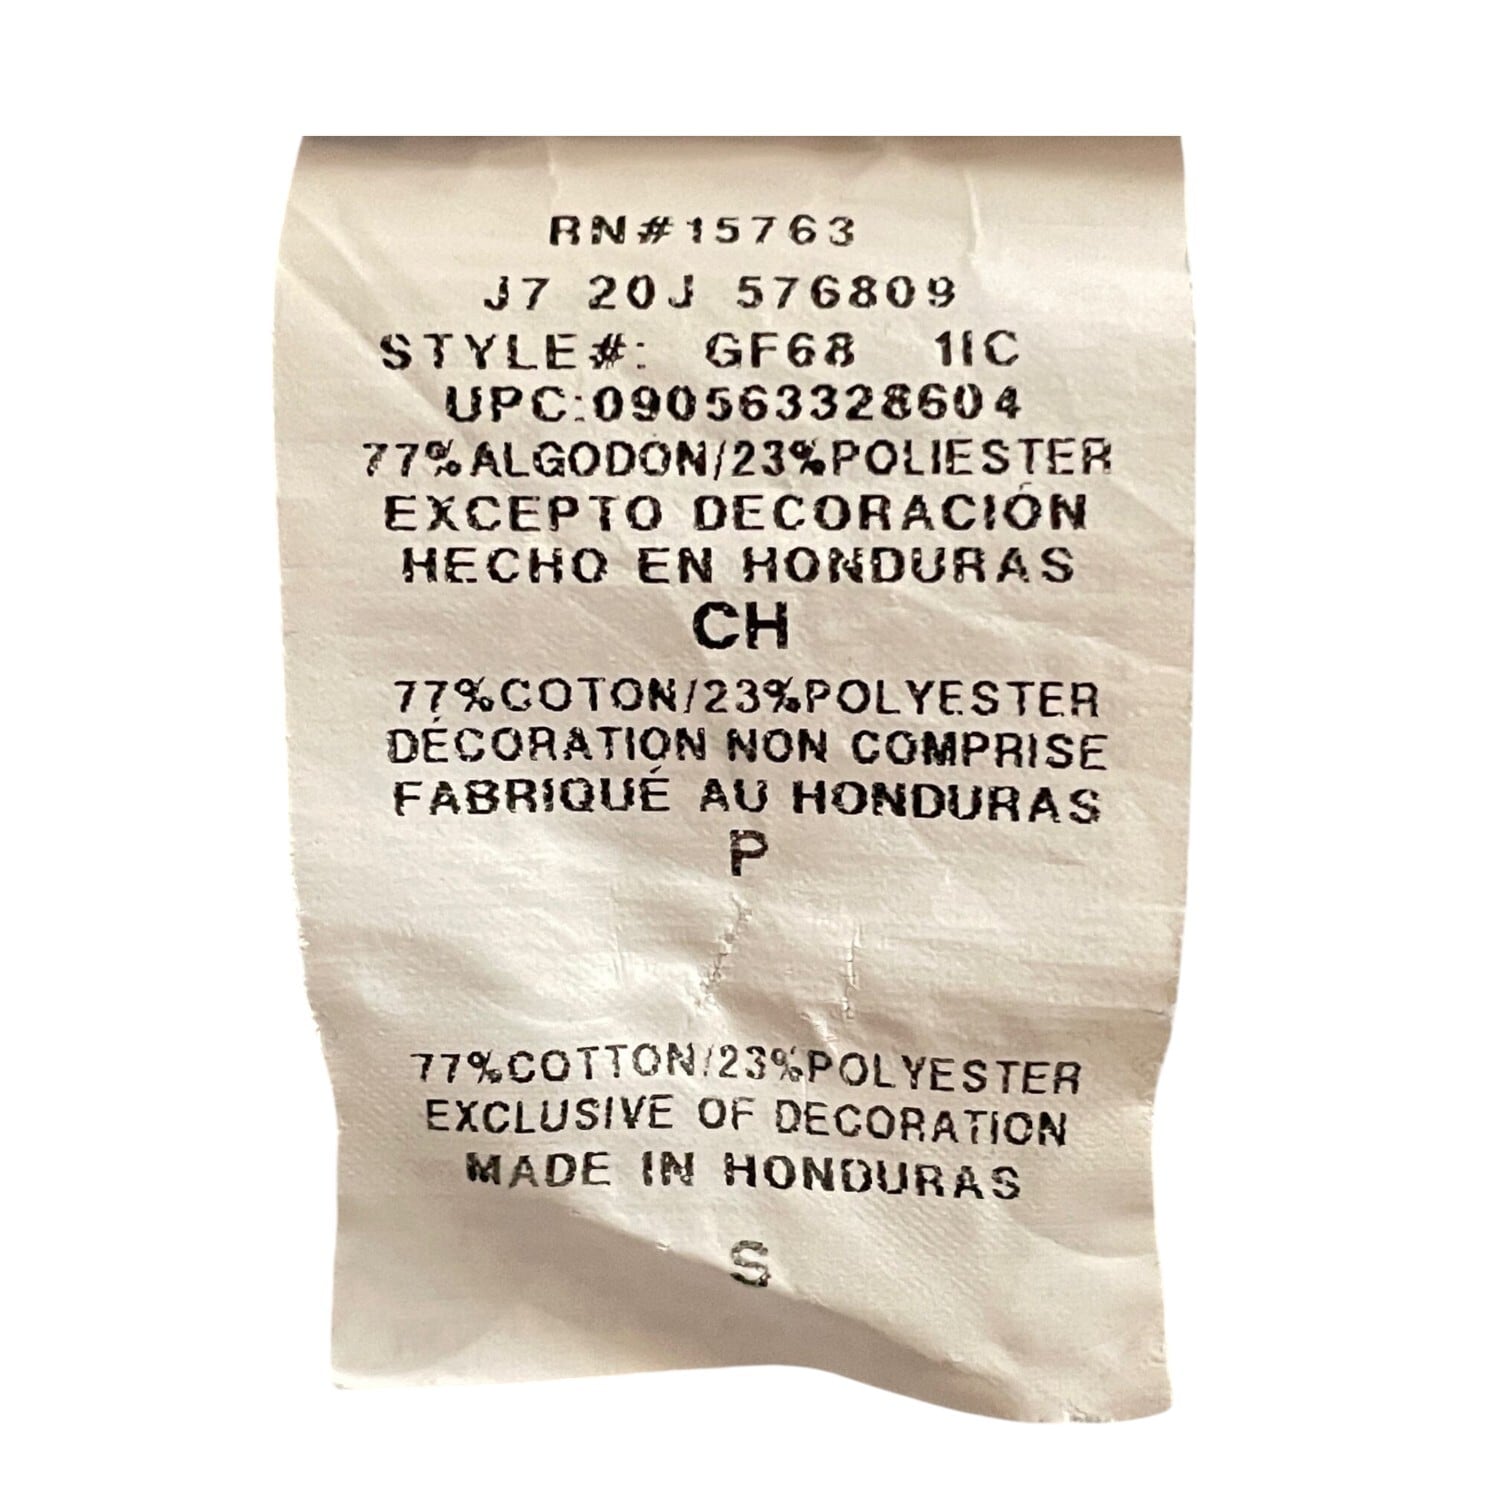 RN#15763
J7 20J 576809
STYLE#: GF68 1IC
UPC:090563328604
77%ALGODÓN/23%POLIESTER
EXCEPTO DECORACIÓN
HECHO EN HONDURAS
CH
77%COTON/23%POLYESTER
DÉCORATION NON COMPRISE
FABRIQUÉ AU HONDURAS
P
77%COTTON/23%POLYESTER
EXCLUSIVE OF DECORATION
MADE IN HONDURAS
S